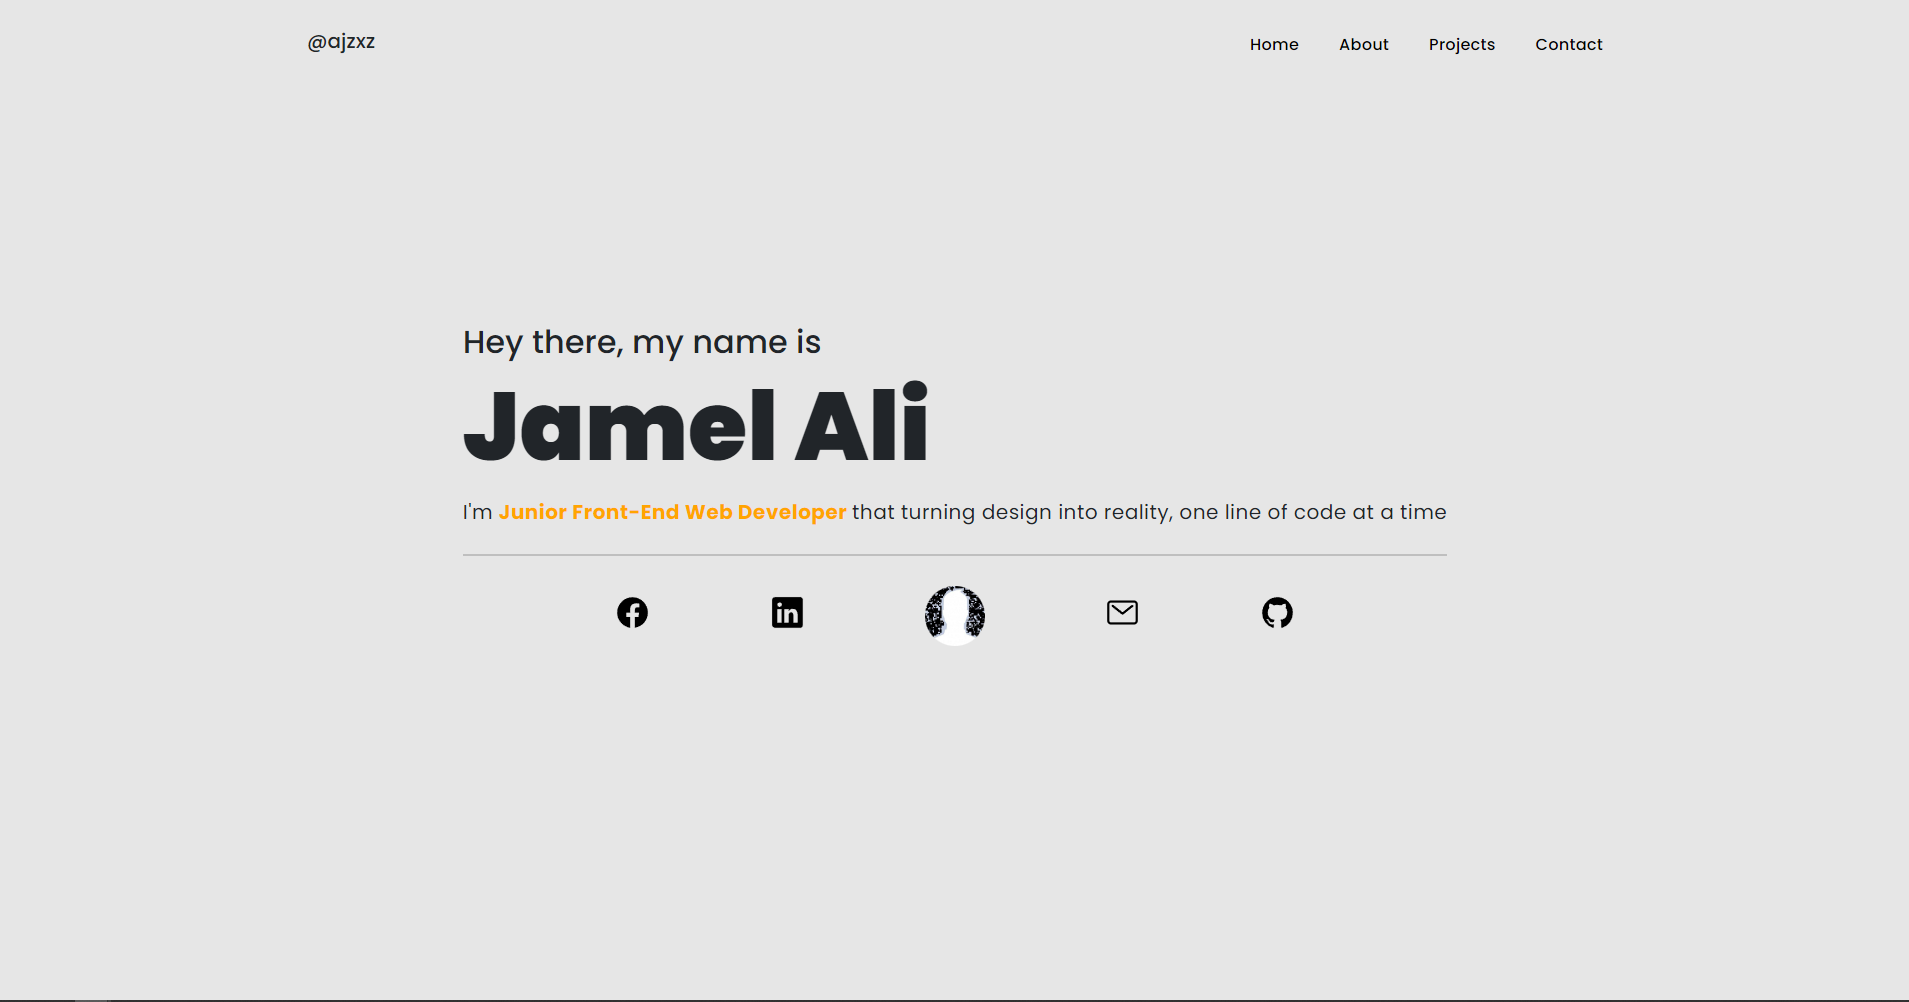 @ajzxz
Home About Projects Contact
Hey there, my name is
Jamel Ali
I'm Junior Front-End Web Developer that turning design into reality, one line of code at a time